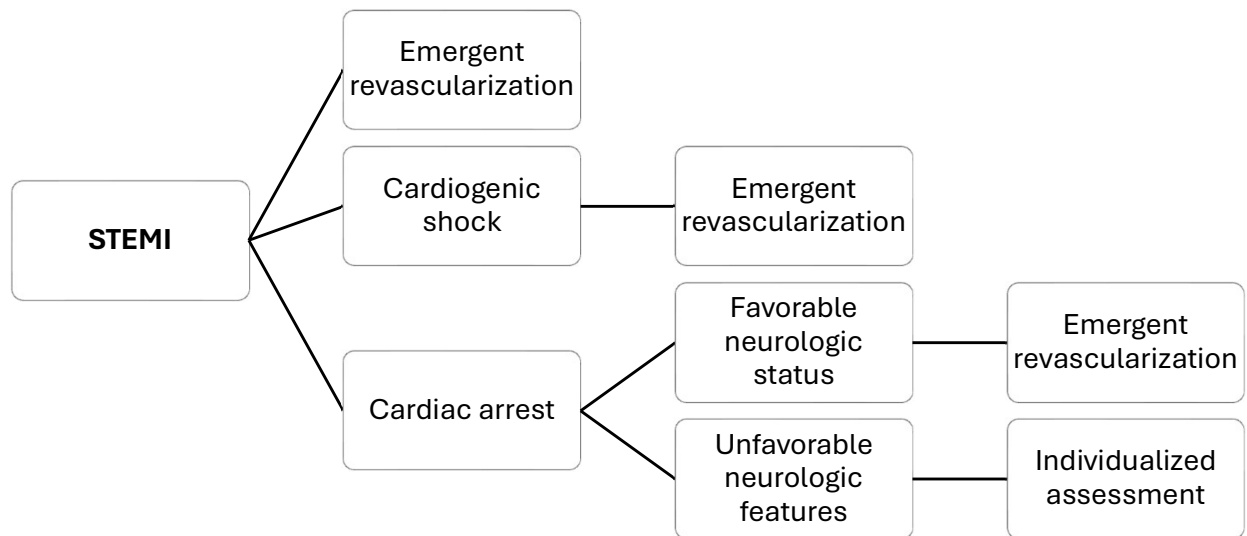 Emergent
revascularization
Cardiogenic
shock
Emergent
revascularization
STEMI
Favorable
neurologic
status
Emergent
revascularization
Cardiac arrest
Unfavorable
neurologic
features
Individualized
assessment